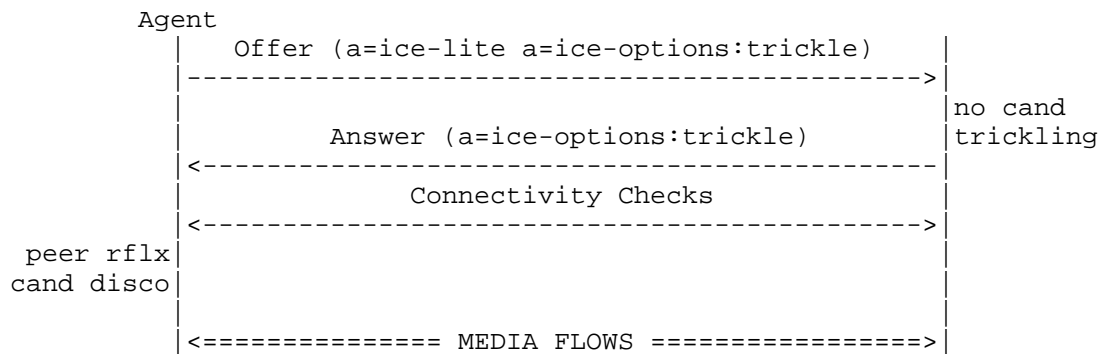 Agent
Offer (a=ice-lite a=ice-options:trickle)
|-------------------------------------------->|
no cand
Answer (a=ice-options:trickle) trickling
|<--------------------------------------------|
Connectivity Checks
|<------------------------------------------->|
peer rflx
cand disco
|<============== MEDIA FLOWS ================>|